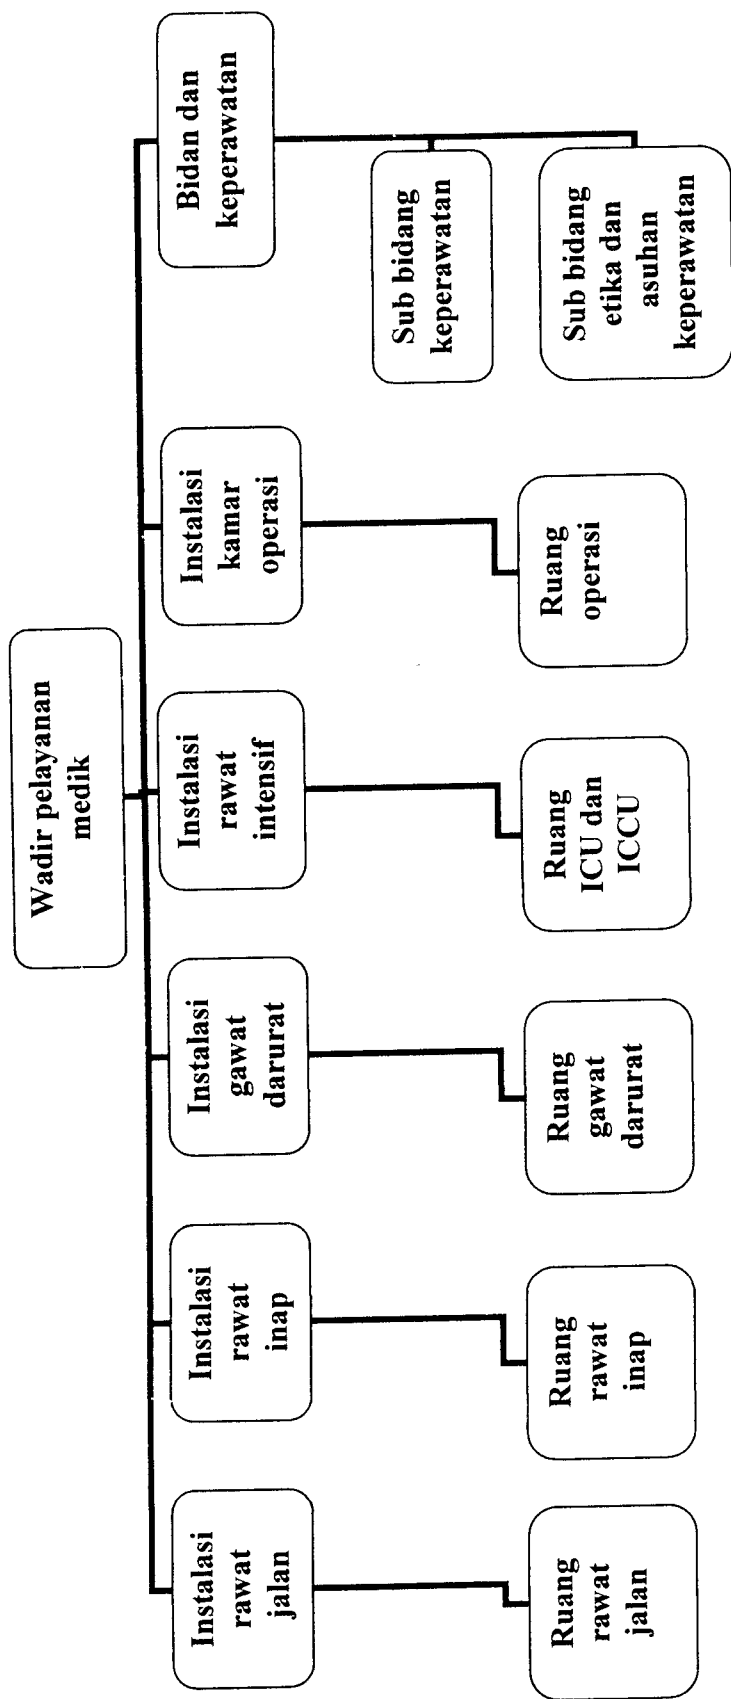 Wadir pelayanan
medik
Instalasi
rawat
jalan
Instalasi
rawat
inap
Instalasi
gawat
darurat
Instalasi
rawat
intensif
Instalasi
kamar
operasi
Bidan dan
keperawatan
Ruang
rawat
jalan
Ruang
rawat
inap
Ruang
gawat
darurat
Ruang
ICU dan
ICCU
Ruang
operasi
Sub bidang
keperawatan
Sub bidang
etika dan
asuhan
keperawatan